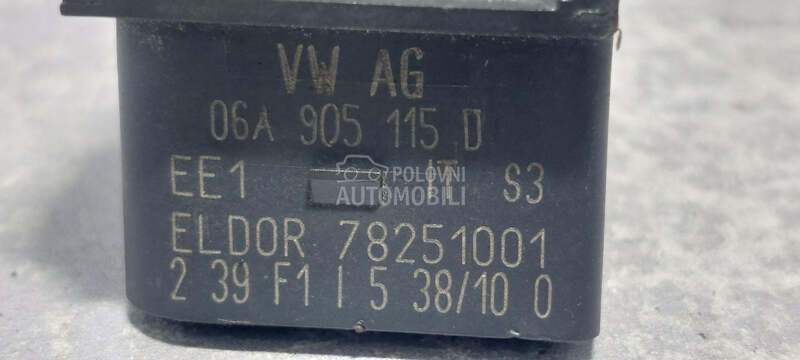 VW AG
06A 905 115 D
EE1 IT S3
POLOVNI
AUTOMOBILI
ELDOR 78251001
2 39 F1 I 5 38/10 0